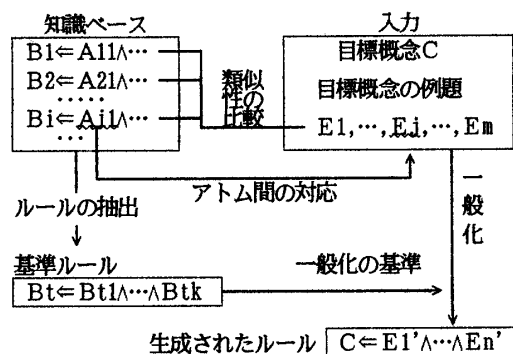 知識ベース
B1⇐A11∧…
B2⇐A21∧…
……
Bi⇐Ai1∧…
…
類似性の比較
入力
目標概念C
目標概念の例題
E1,…,Ej,…,Em
アトム間の対応
ルールの抽出
一般化
基準ルール
Bt⇐Bt1∧…∧Btk
一般化の基準
生成されたルール
C⇐E1'∧…∧En'